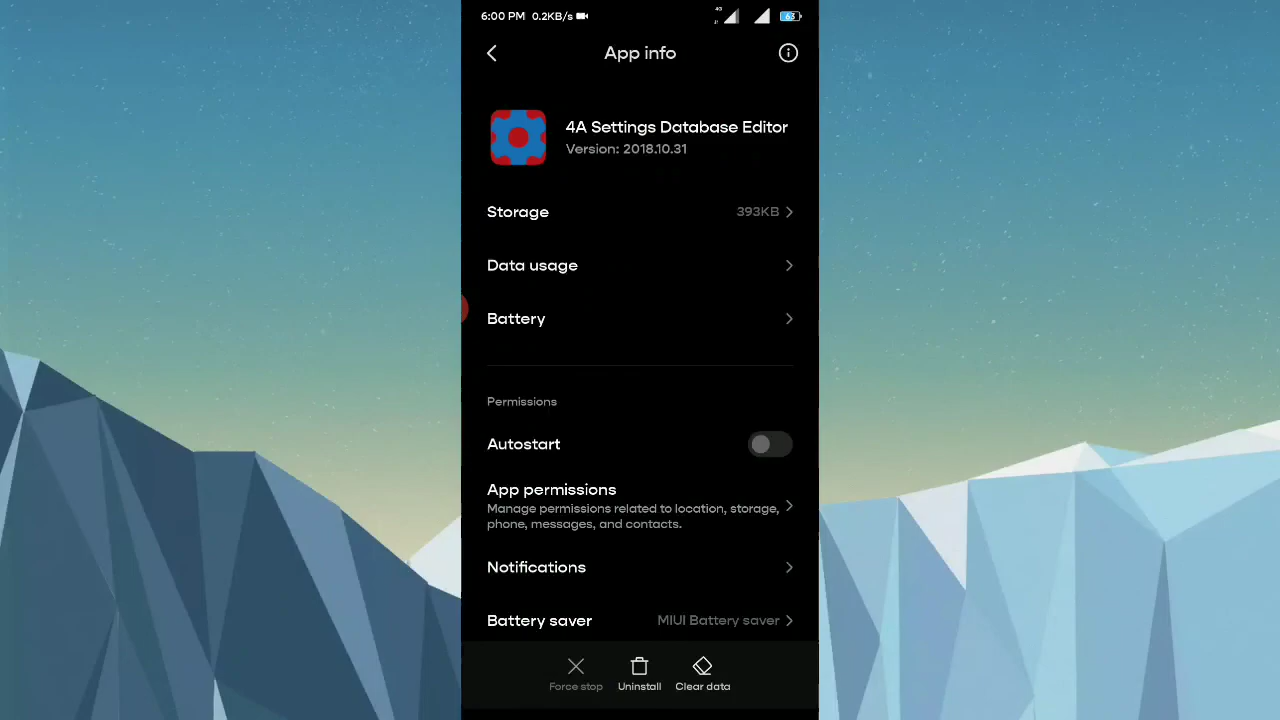 6:00 PM 0.2KB/s 4G 63
App info
4A Settings Database Editor
Version: 2018.10.31
Storage 393KB
Data usage
Battery
Permissions
Autostart
App permissions
Manage permissions related to location, storage,
phone, messages, and contacts.
Notifications
Battery saver MIUI Battery saver
Force stop Uninstall Clear data